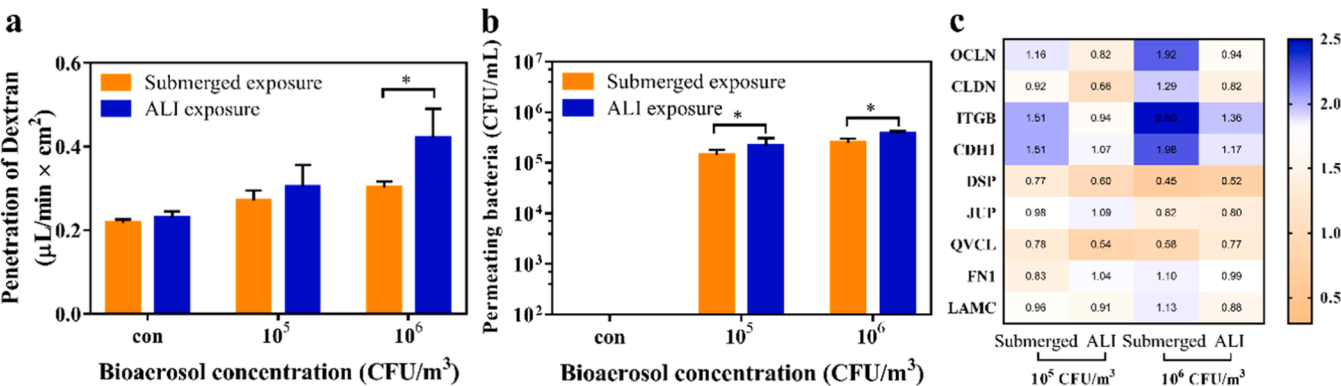 a
Penetration of Dextran
(μL/min × cm²)
0.6
0.4
0.2
0.0
Submerged exposure
ALI exposure
*
con
10⁵
10⁶
Bioaerosol concentration (CFU/m³)
b
Permeating bacteria (CFU/mL)
10⁷
10⁶
10⁵
10⁴
10³
10²
Submerged exposure
ALI exposure
*
*
con
10⁵
10⁶
Bioaerosol concentration (CFU/m³)
c
OCLN 1.16 0.82 1.92 0.94
CLDN 0.92 0.66 1.29 0.82
ITGB 1.51 0.94 2.50 1.36
CDH1 1.51 1.07 1.98 1.17
DSP 0.77 0.60 0.45 0.52
JUP 0.98 1.09 0.82 0.80
QVCL 0.78 0.54 0.58 0.77
FN1 0.83 1.04 1.10 0.99
LAMC 0.96 0.91 1.13 0.88
Submerged ALI Submerged ALI
10⁵ CFU/m³ 10⁶ CFU/m³
2.5
2.0
1.5
1.0
0.5